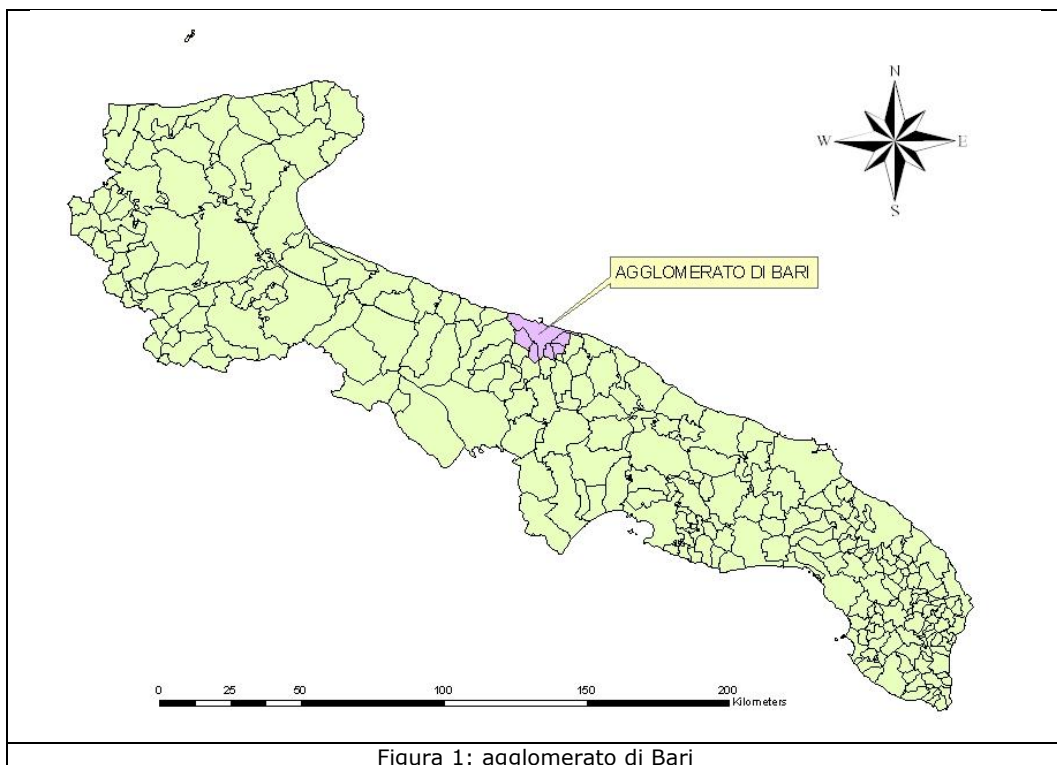 N
W E
S
AGGLOMERATO DI BARI
0 25 50 100 150 200
Kilometers
Figura 1: agglomerato di Bari